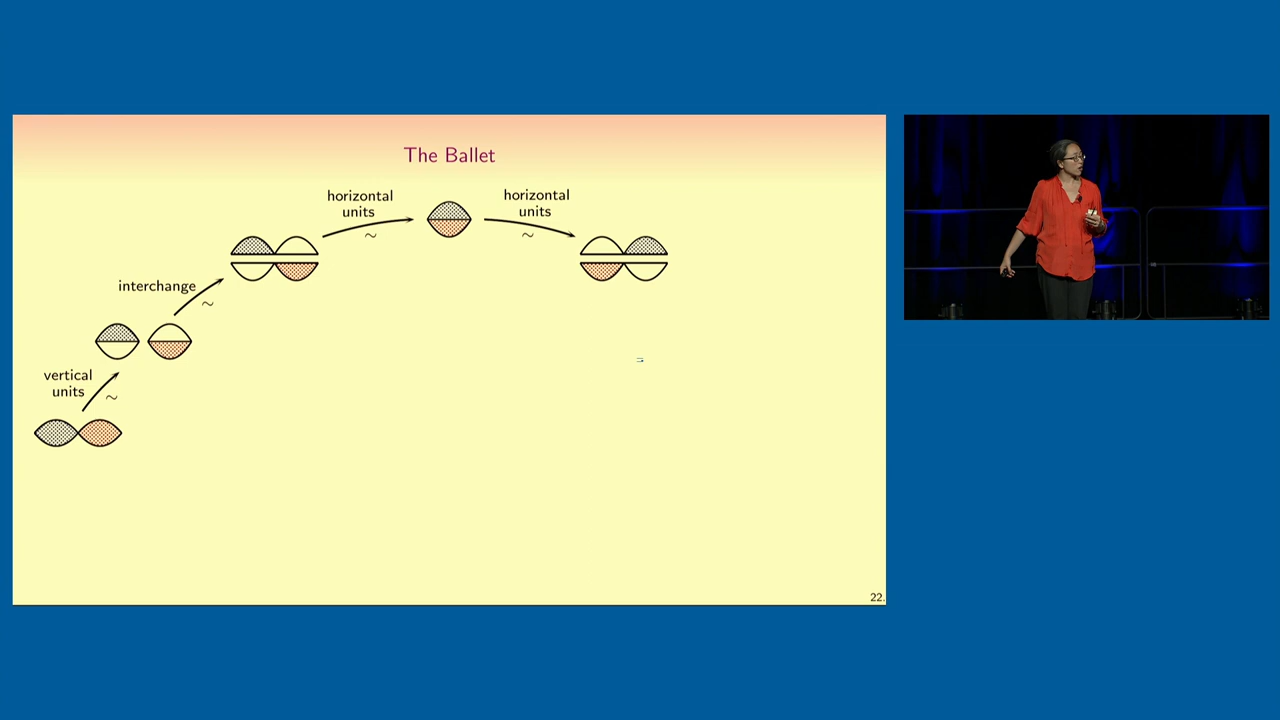 The Ballet
horizontal
units
∼
horizontal
units
∼
interchange
∼
vertical
units
∼
22.